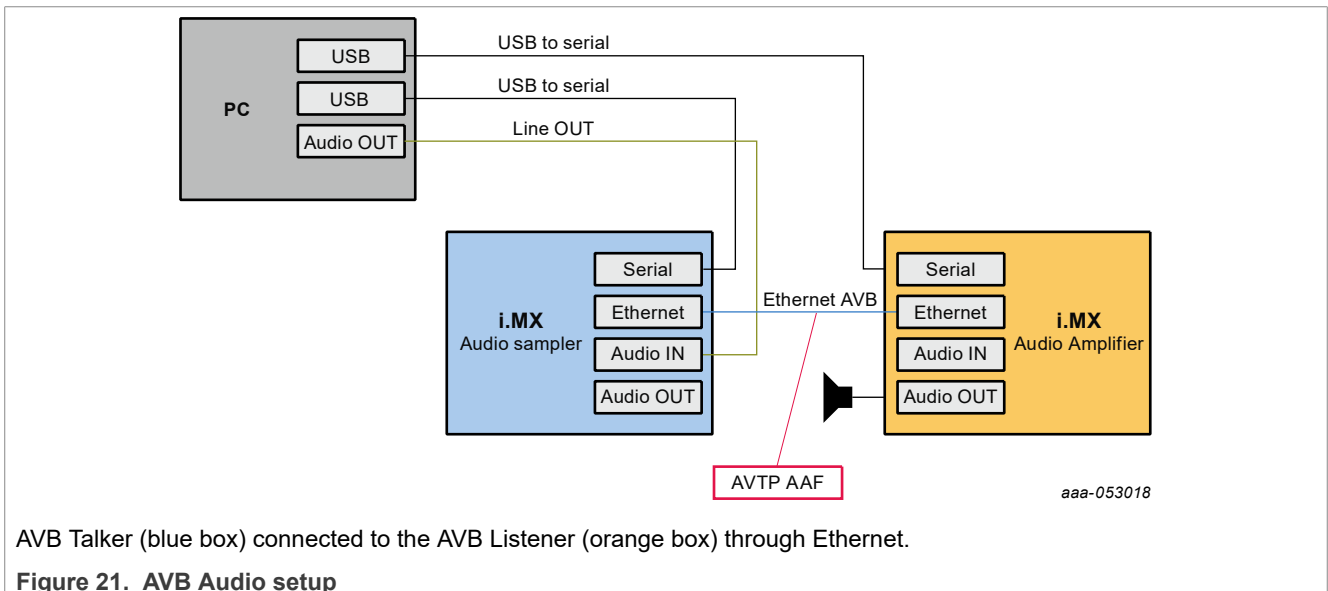 USB to serial
USB
USB to serial
PC
USB
Line OUT
Audio OUT
Serial
Serial
Ethernet AVB
Ethernet
Ethernet
i.MX
Audio sampler
i.MX
Audio Amplifier
Audio IN
Audio IN
Audio OUT
Audio OUT
AVTP AAF
aaa-053018
AVB Talker (blue box) connected to the AVB Listener (orange box) through Ethernet.
Figure 21. AVB Audio setup